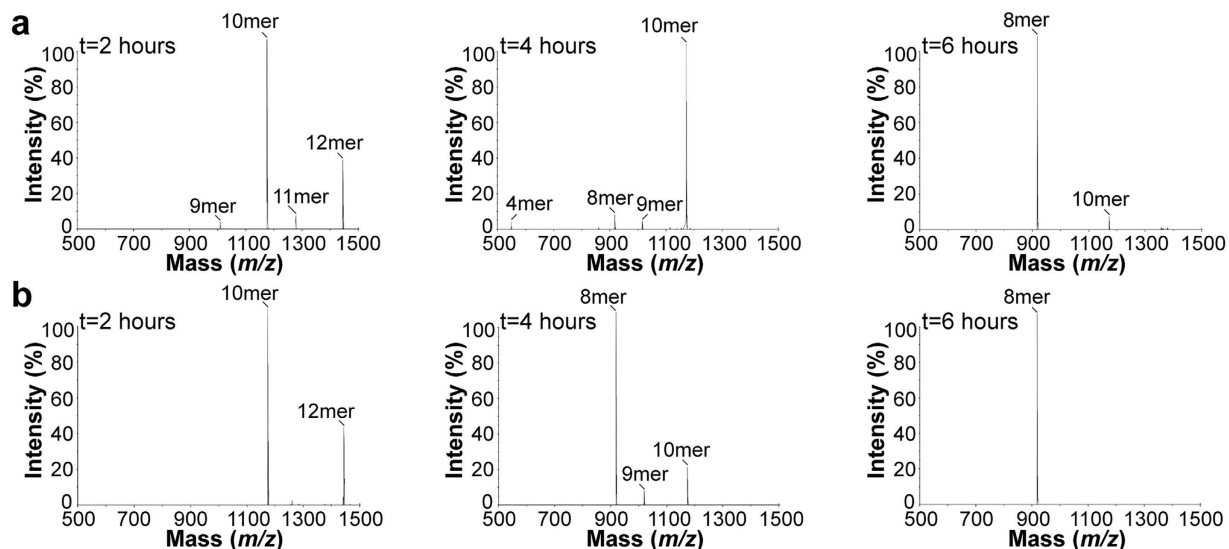 a
t=2 hours
Intensity (%)
100
80
60
40
20
0
10mer
12mer
11mer
9mer
500 700 900 1100 1300 1500
Mass (m/z)
t=4 hours
Intensity (%)
100
80
60
40
20
0
10mer
4mer
8mer
9mer
500 700 900 1100 1300 1500
Mass (m/z)
t=6 hours
Intensity (%)
100
80
60
40
20
0
8mer
10mer
500 700 900 1100 1300 1500
Mass (m/z)
b
t=2 hours
Intensity (%)
100
80
60
40
20
0
10mer
12mer
500 700 900 1100 1300 1500
Mass (m/z)
t=4 hours
Intensity (%)
100
80
60
40
20
0
8mer
10mer
9mer
500 700 900 1100 1300 1500
Mass (m/z)
t=6 hours
Intensity (%)
100
80
60
40
20
0
8mer
500 700 900 1100 1300 1500
Mass (m/z)